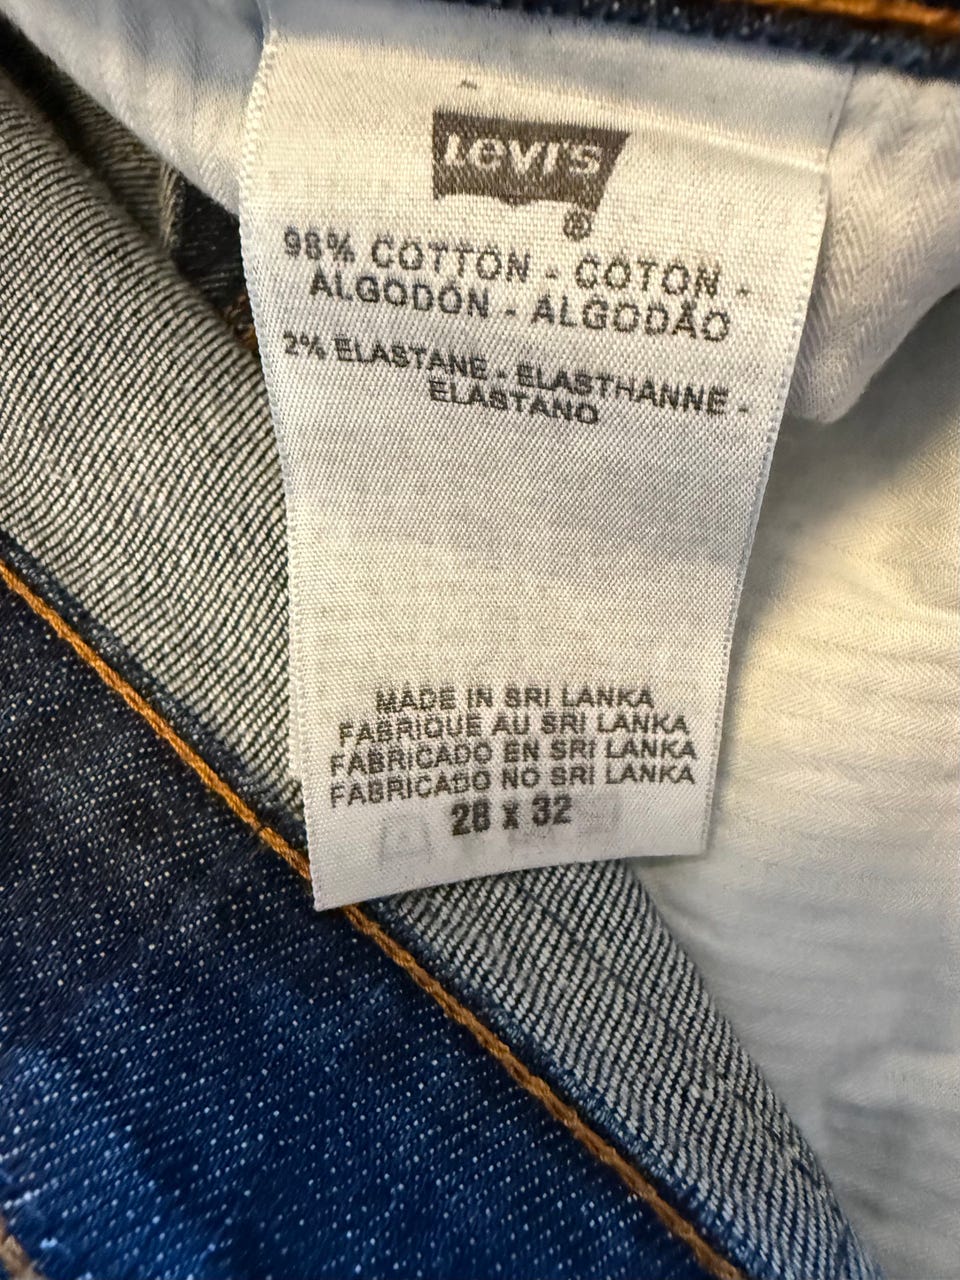 Levi's
®
98% COTTON - COTON -
ALGODÓN - ALGODÃO
2% ELASTANE - ELASTHANNE -
ELASTANO
MADE IN SRI LANKA
FABRIQUE AU SRI LANKA
FABRICADO EN SRI LANKA
FABRICADO NO SRI LANKA
28 x 32